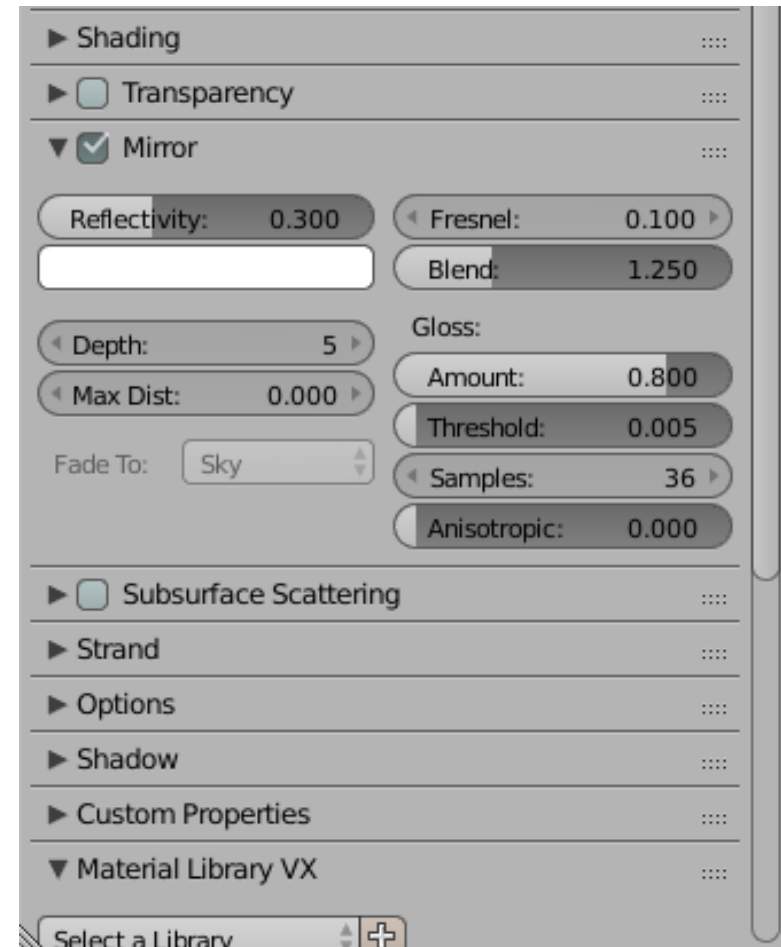 Shading
Transparency
Mirror
Reflectivity: 0.300
Fresnel: 0.100
Blend: 1.250
Depth: 5
Max Dist: 0.000
Fade To: Sky
Gloss:
Amount: 0.800
Threshold: 0.005
Samples: 36
Anisotropic: 0.000
Subsurface Scattering
Strand
Options
Shadow
Custom Properties
Material Library VX
Select a Library